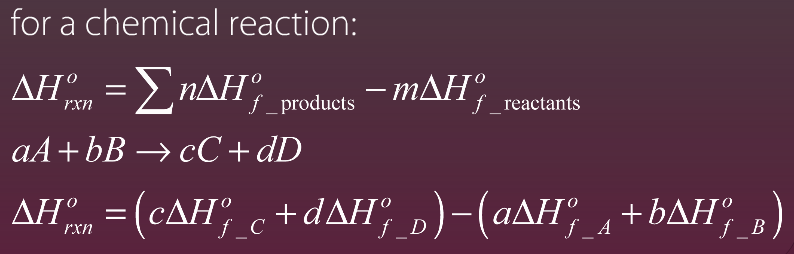 for a chemical reaction:
ΔH°rxn = ∑ nΔH°f_products − mΔH°f_reactants
aA + bB → cC + dD
ΔH°rxn = (cΔH°f_C + dΔH°f_D) − (aΔH°f_A + bΔH°f_B)